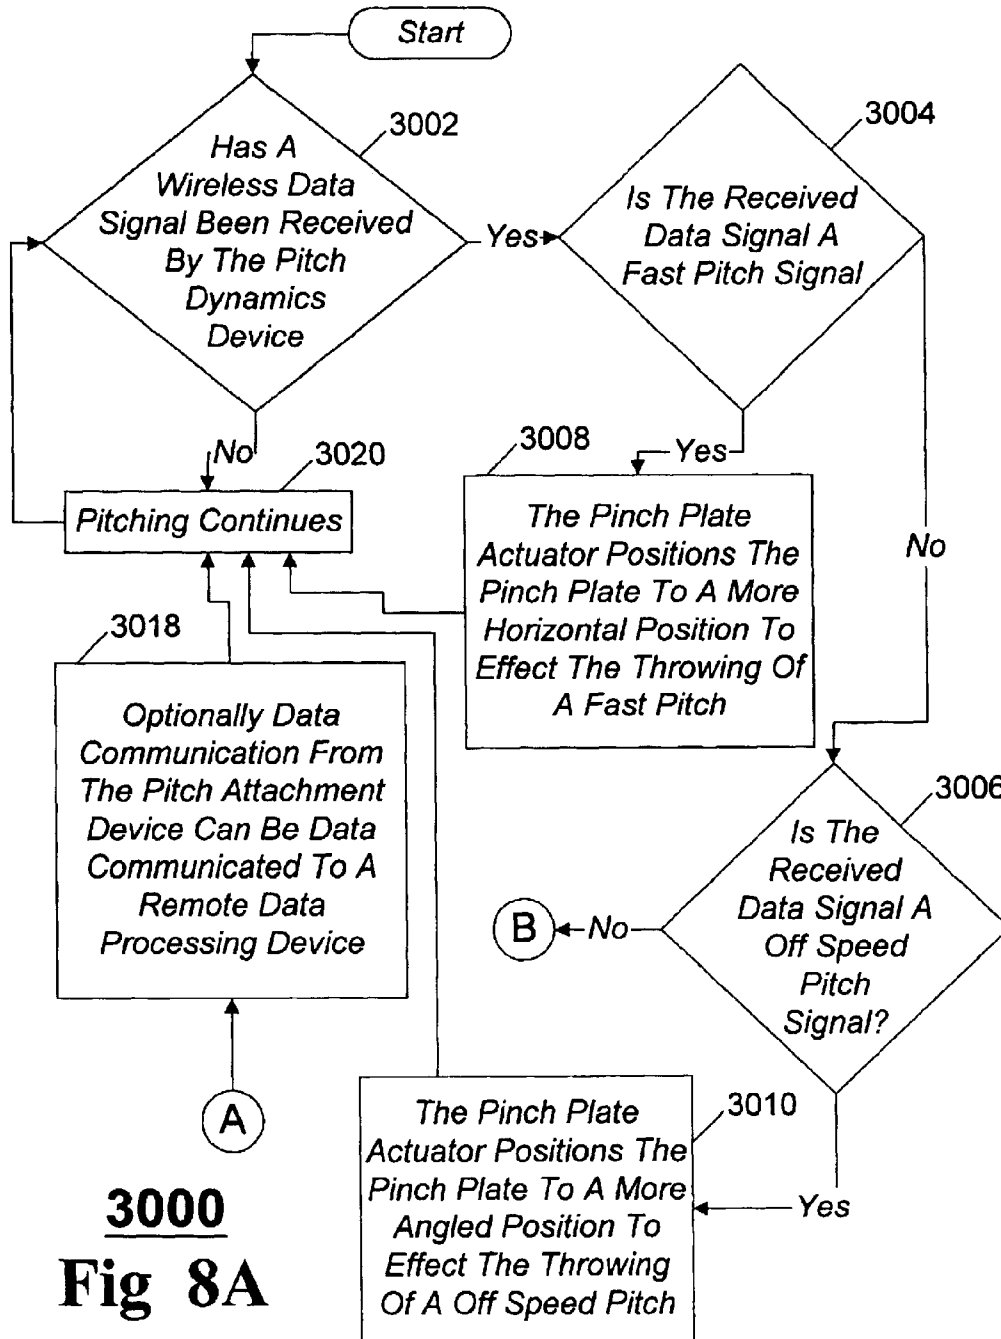 Start
3002
Has A
Wireless Data
Signal Been Received
By The Pitch
Dynamics
Device
Yes
3004
Is The Received
Data Signal A
Fast Pitch Signal
No
3020
Pitching Continues
Yes
3008
The Pinch Plate
Actuator Positions The
Pinch Plate To A More
Horizontal Position To
Effect The Throwing Of
A Fast Pitch
No
3018
Optionally Data
Communication From
The Pitch Attachment
Device Can Be Data
Communicated To A
Remote Data
Processing Device
3006
Is The
Received
Data Signal A
Off Speed
Pitch
Signal?
No
B
A
3010
The Pinch Plate
Actuator Positions The
Pinch Plate To A More
Angled Position To
Effect The Throwing
Of A Off Speed Pitch
Yes
3000
Fig 8A